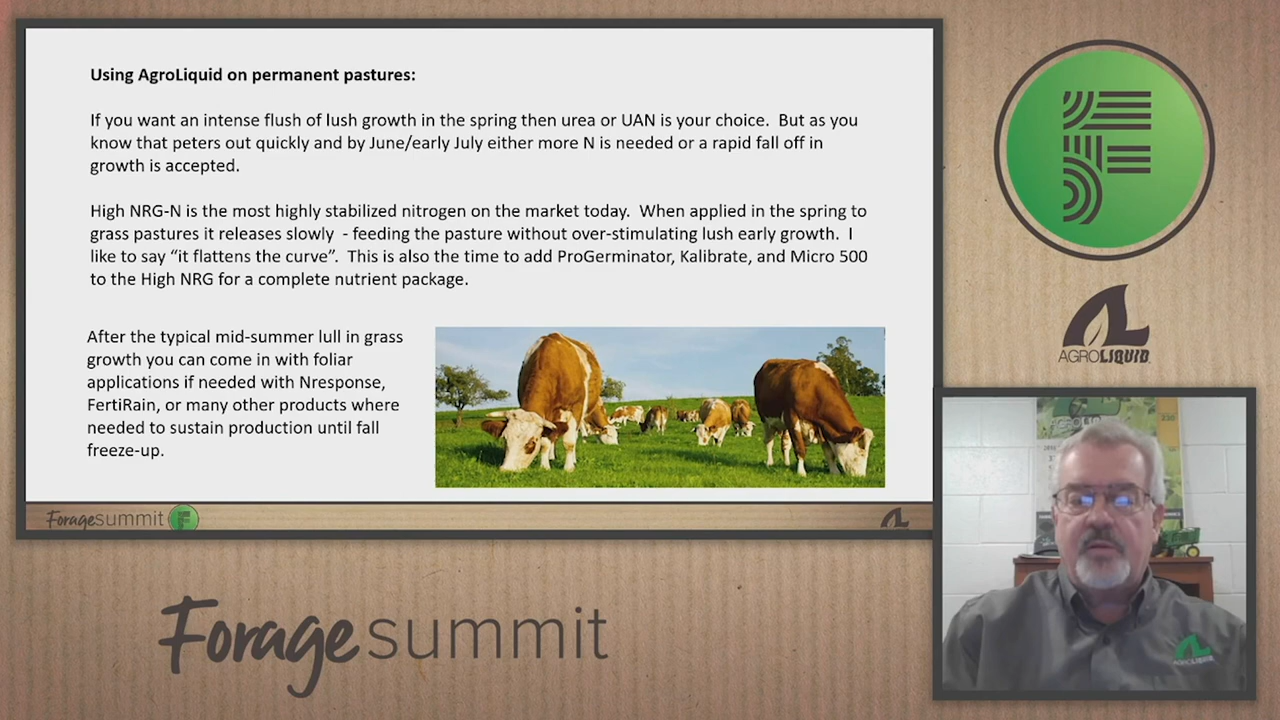 Using AgroLiquid on permanent pastures:
If you want an intense flush of lush growth in the spring then urea or UAN is your choice. But as you
know that peters out quickly and by June/early July either more N is needed or a rapid fall off in
growth is accepted.
High NRG-N is the most highly stabilized nitrogen on the market today. When applied in the spring to
grass pastures it releases slowly - feeding the pasture without over-stimulating lush early growth. I
like to say “it flattens the curve”. This is also the time to add ProGerminator, Kalibrate, and Micro 500
to the High NRG for a complete nutrient package.
After the typical mid-summer lull in grass
growth you can come in with foliar
applications if needed with Nresponse,
FertiRain, or many other products where
needed to sustain production until fall
freeze-up.
Foragesummit F
Forage summit
F
AGROLIQUID
AGROLIQUID